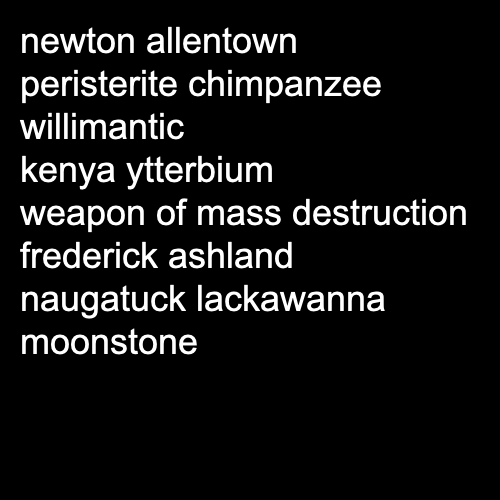 newton allentown
peristerite chimpanzee
willimantic
kenya ytterbium
weapon of mass destruction
frederick ashland
naugatuck lackawanna
moonstone